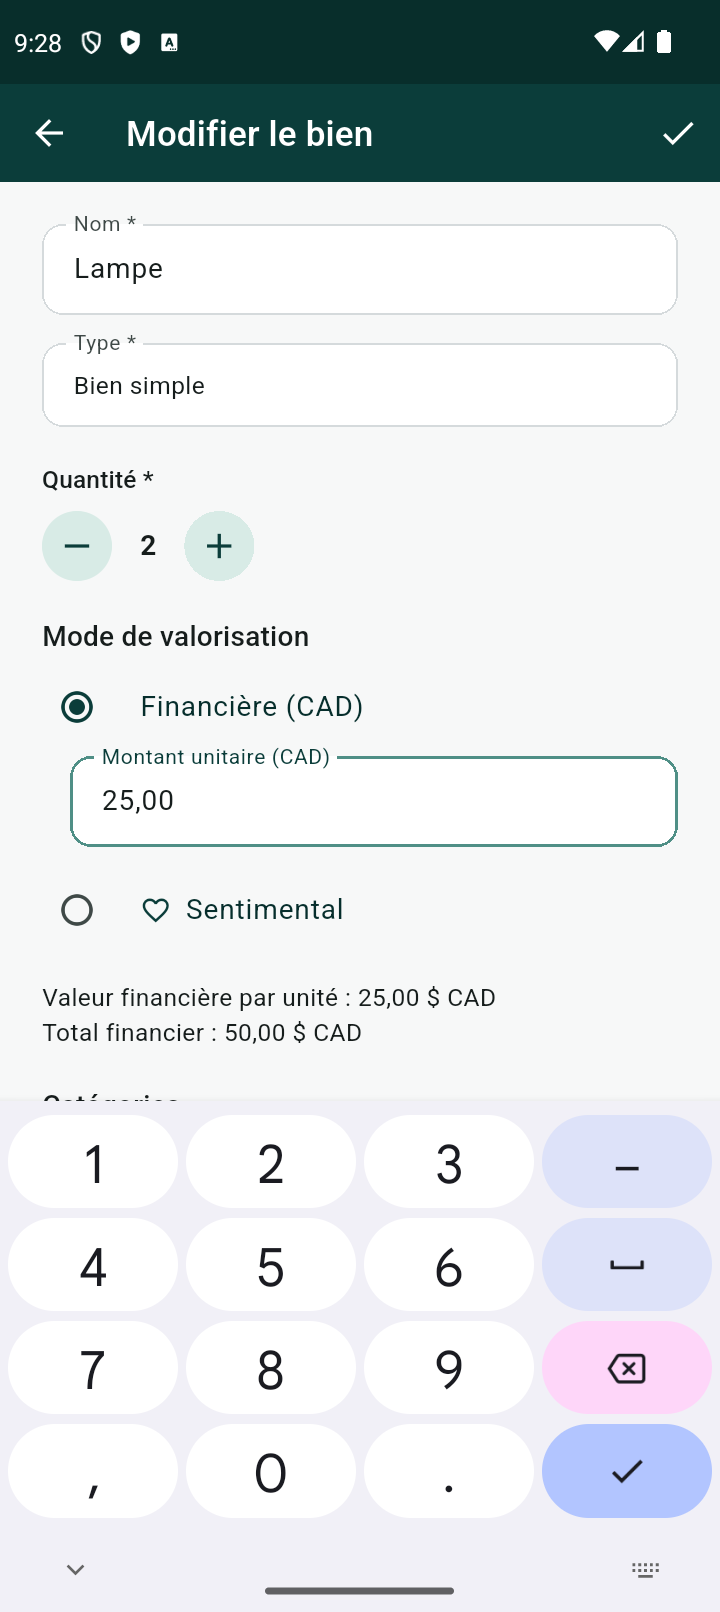 9:28
Modifier le bien
Nom *
Lampe
Type *
Bien simple
Quantité *
2
Mode de valorisation
Financière (CAD)
Montant unitaire (CAD)
25,00
Sentimental
Valeur financière par unité : 25,00 $ CAD
Total financier : 50,00 $ CAD
1 2 3 –
4 5 6
7 8 9
, 0 .